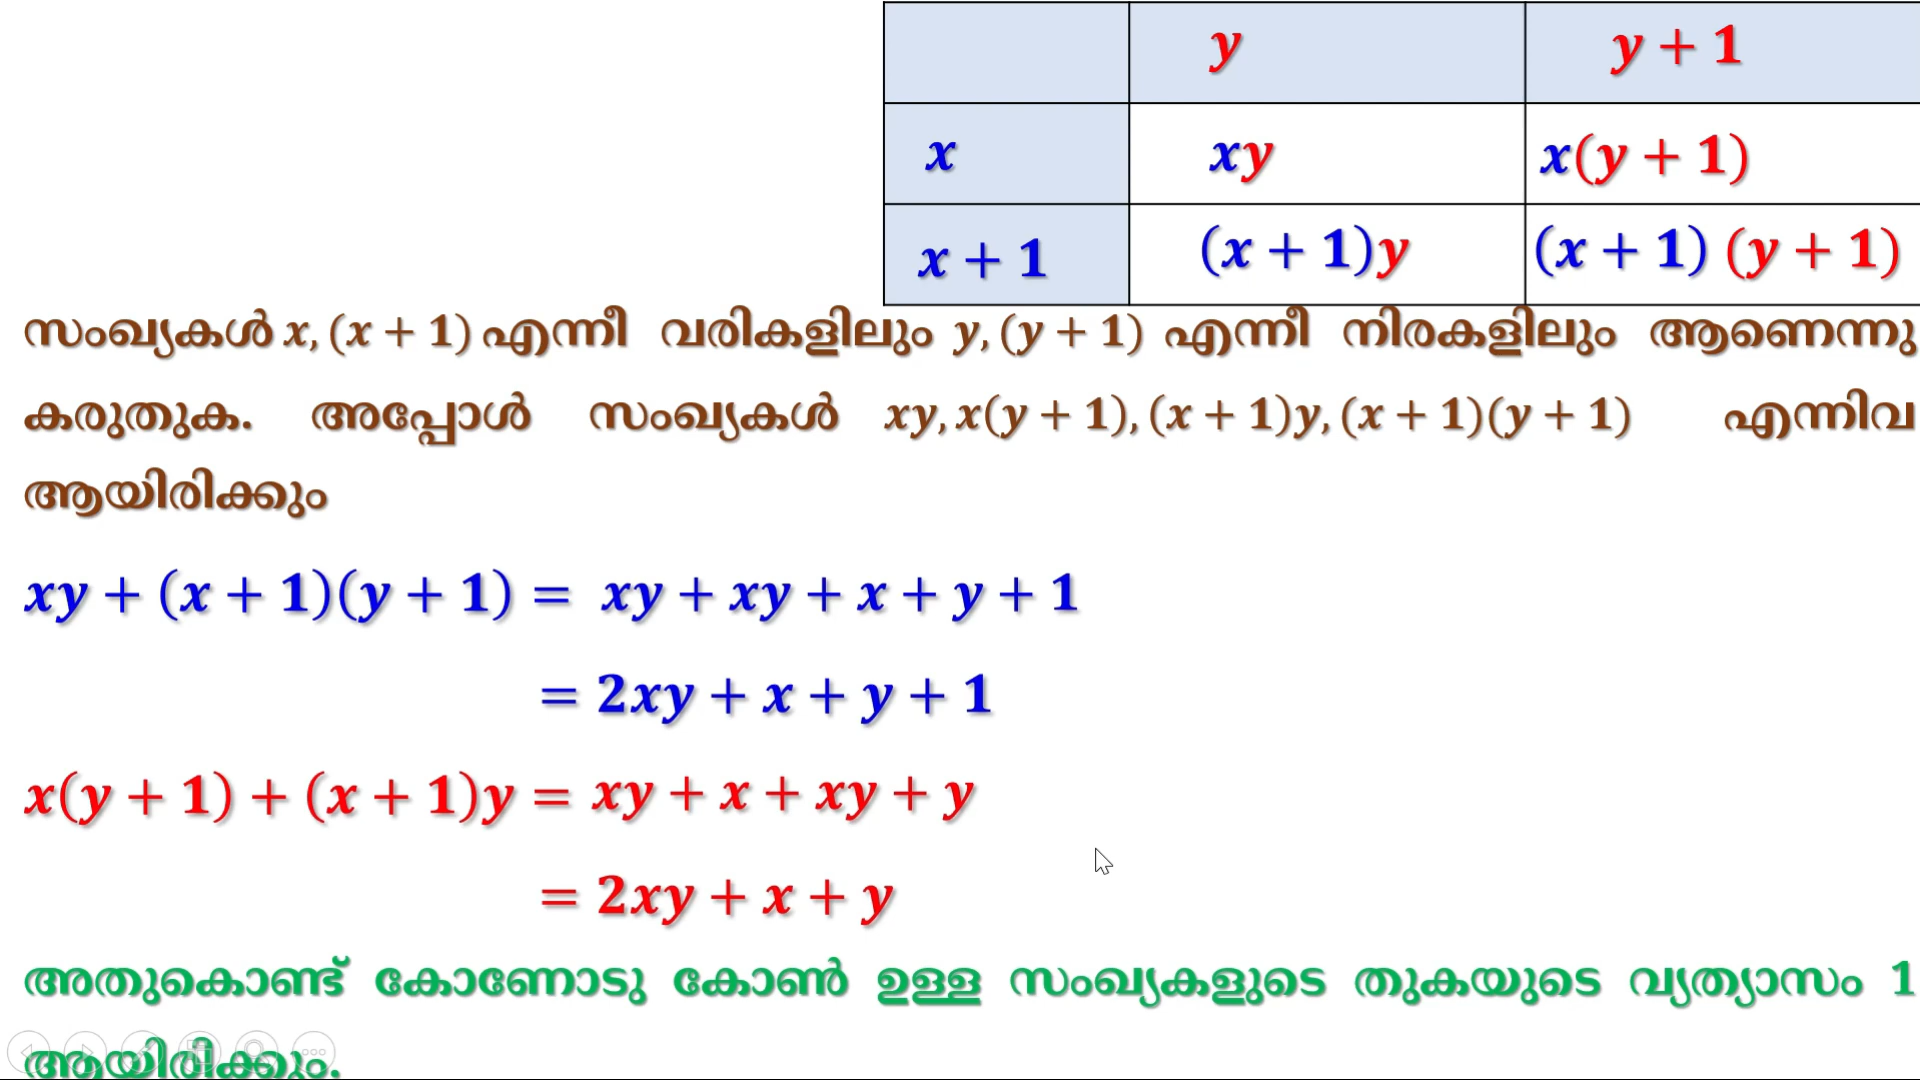 y y + 1
x xy x(y + 1)
x + 1 (x + 1)y (x + 1) (y + 1)
സംഖ്യകൾ x, (x + 1) എന്നീ വരികളിലും y, (y + 1) എന്നീ നിരകളിലും ആണെന്നു
കരുതുക. അപ്പോൾ സംഖ്യകൾ xy, x(y + 1), (x + 1)y, (x + 1)(y + 1) എന്നിവ
ആയിരിക്കും
xy + (x + 1)(y + 1) = xy + xy + x + y + 1
= 2xy + x + y + 1
x(y + 1) + (x + 1)y = xy + x + xy + y
= 2xy + x + y
അതുകൊണ്ട് കോണോടു കോൺ ഉള്ള സംഖ്യകളുടെ തുകയുടെ വ്യത്യാസം 1
ആയിരിക്കും.